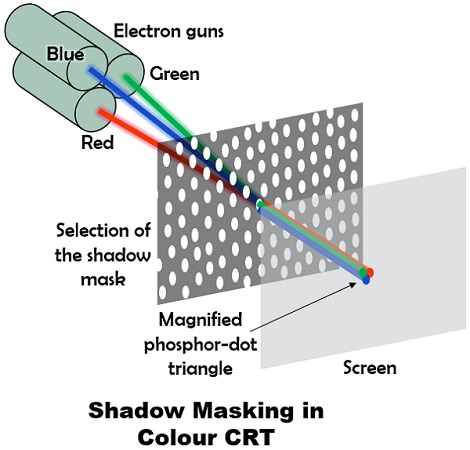 Electron guns
Blue
Green
Red
Selection of
the shadow
mask
Magnified
phosphor-dot
triangle
Screen
Shadow Masking in
Colour CRT